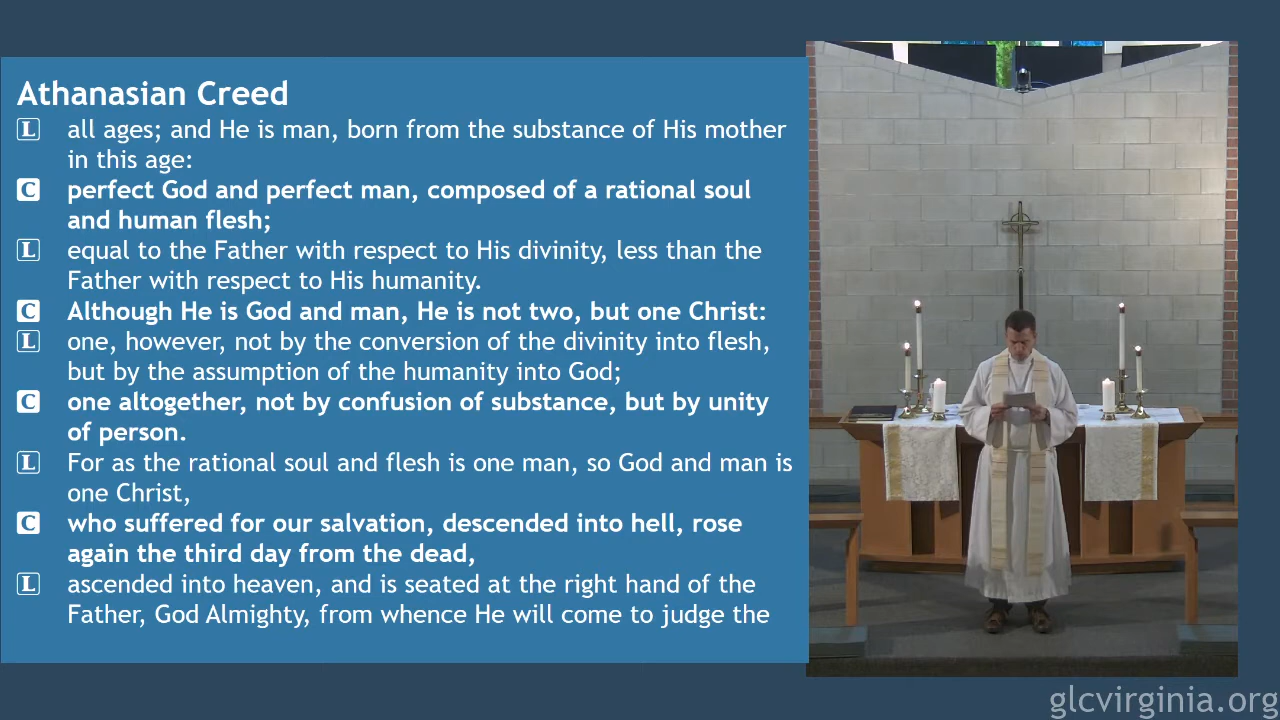 Athanasian Creed
L all ages; and He is man, born from the substance of His mother
in this age:
C perfect God and perfect man, composed of a rational soul
and human flesh;
L equal to the Father with respect to His divinity, less than the
Father with respect to His humanity.
C Although He is God and man, He is not two, but one Christ:
L one, however, not by the conversion of the divinity into flesh,
but by the assumption of the humanity into God;
C one altogether, not by confusion of substance, but by unity
of person.
L For as the rational soul and flesh is one man, so God and man is
one Christ,
C who suffered for our salvation, descended into hell, rose
again the third day from the dead,
L ascended into heaven, and is seated at the right hand of the
Father, God Almighty, from whence He will come to judge the
glcvirginia.org